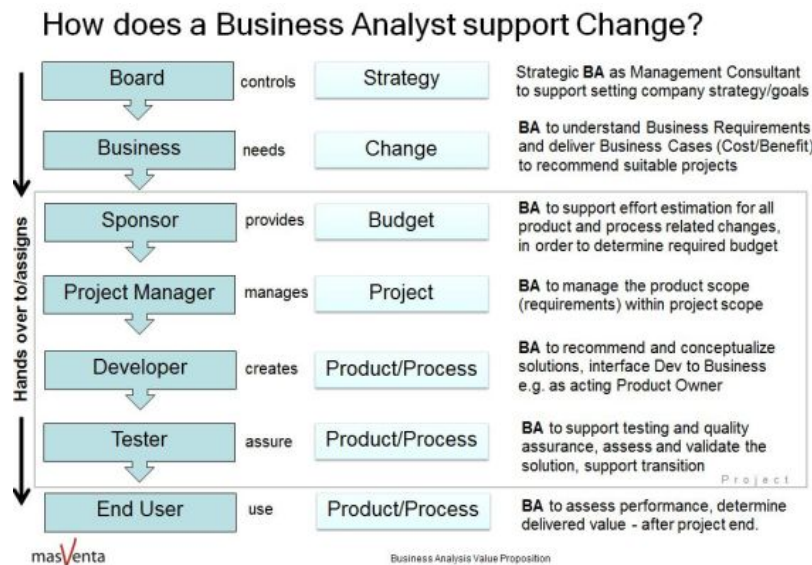 How does a Business Analyst support Change?
Board controls Strategy
Strategic BA as Management Consultant
to support setting company strategy/goals
Business needs Change
BA to understand Business Requirements
and deliver Business Cases (Cost/Benefit)
to recommend suitable projects
Hands over to/assigns
Sponsor provides Budget
BA to support effort estimation for all
product and process related changes,
in order to determine required budget
Project Manager manages Project
BA to manage the product scope
(requirements) within project scope
Developer creates Product/Process
BA to recommend and conceptualize
solutions, interface Dev to Business
e.g. as acting Product Owner
Tester assure Product/Process
BA to support testing and quality
assurance, assess and validate the
solution, support transition
Project
End User use Product/Process
BA to assess performance, determine
delivered value - after project end.
masVenta
Business Analysis Value Proposition